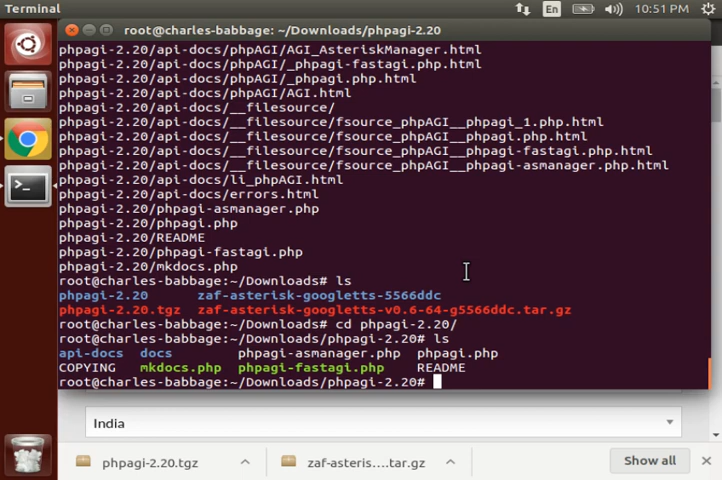 Terminal
En
10:51 PM
root@charles-babbage: ~/Downloads/phpagi-2.20
phpagi-2.20/api-docs/phpAGI/AGI_AsteriskManager.html
phpagi-2.20/api-docs/phpAGI/_phpagi-fastagi.php.html
phpagi-2.20/api-docs/phpAGI/_phpagi.php.html
phpagi-2.20/api-docs/phpAGI/AGI.html
phpagi-2.20/api-docs/__filesource/
phpagi-2.20/api-docs/__filesource/fsource_phpAGI__phpagi_1.php.html
phpagi-2.20/api-docs/__filesource/fsource_phpAGI__phpagi.php.html
phpagi-2.20/api-docs/__filesource/fsource_phpAGI__phpagi-fastagi.php.html
phpagi-2.20/api-docs/__filesource/fsource_phpAGI__phpagi-asmanager.php.html
phpagi-2.20/api-docs/li_phpAGI.html
phpagi-2.20/api-docs/errors.html
phpagi-2.20/phpagi-asmanager.php
phpagi-2.20/phpagi.php
phpagi-2.20/README
phpagi-2.20/phpagi-fastagi.php
phpagi-2.20/mkdocs.php
root@charles-babbage:~/Downloads# ls
phpagi-2.20 zaf-asterisk-googletts-5566ddc
phpagi-2.20.tgz zaf-asterisk-googletts-v0.6-64-g5566ddc.tar.gz
root@charles-babbage:~/Downloads# cd phpagi-2.20/
root@charles-babbage:~/Downloads/phpagi-2.20# ls
api-docs docs phpagi-asmanager.php phpagi.php
COPYING mkdocs.php phpagi-fastagi.php README
root@charles-babbage:~/Downloads/phpagi-2.20#
India
phpagi-2.20.tgz
zaf-asteris....tar.gz
Show all